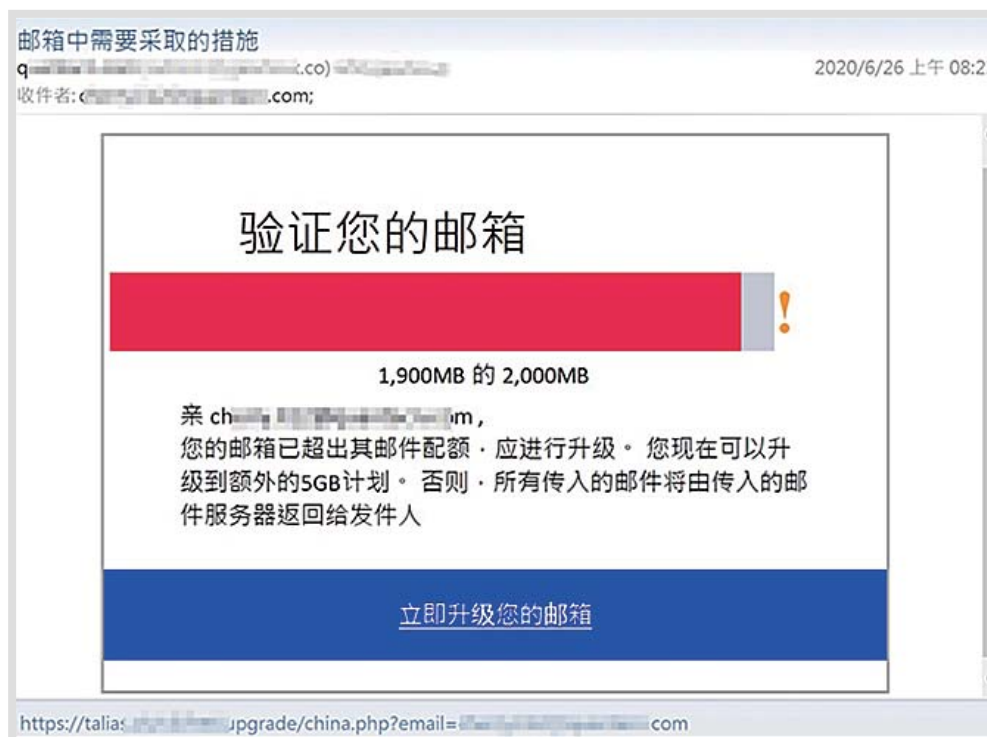 邮箱中需要采取的措施
q .co)
2020/6/26 上午 08:2
收件者: c .com;
验证您的邮箱
!
1,900MB 的 2,000MB
亲 ch m,
您的邮箱已超出其邮件配额,应进行升级。您现在可以升
级到额外的5GB计划。否则,所有传入的邮件将由传入的邮
件服务器返回给发件人
立即升级您的邮箱
https://talias upgrade/china.php?email= com